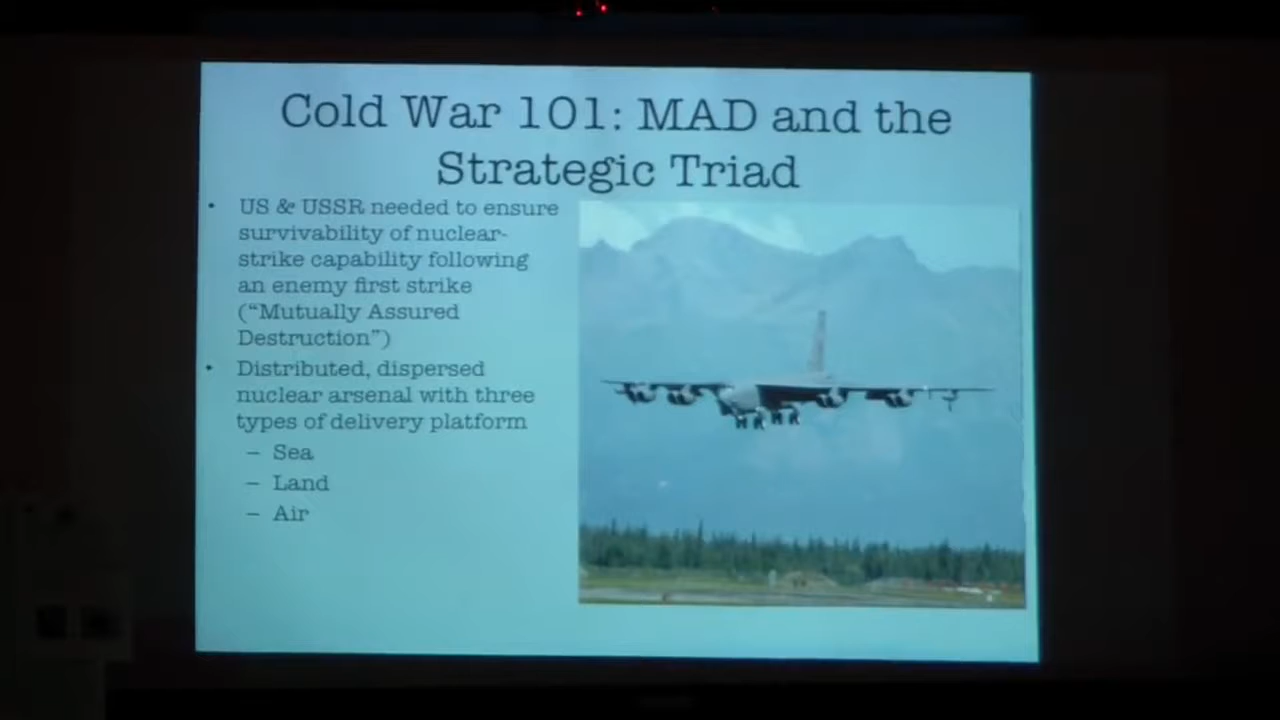 Cold War 101: MAD and the
Strategic Triad
• US & USSR needed to ensure
survivability of nuclear-
strike capability following
an enemy first strike
("Mutually Assured
Destruction")
• Distributed, dispersed
nuclear arsenal with three
types of delivery platform
– Sea
– Land
– Air